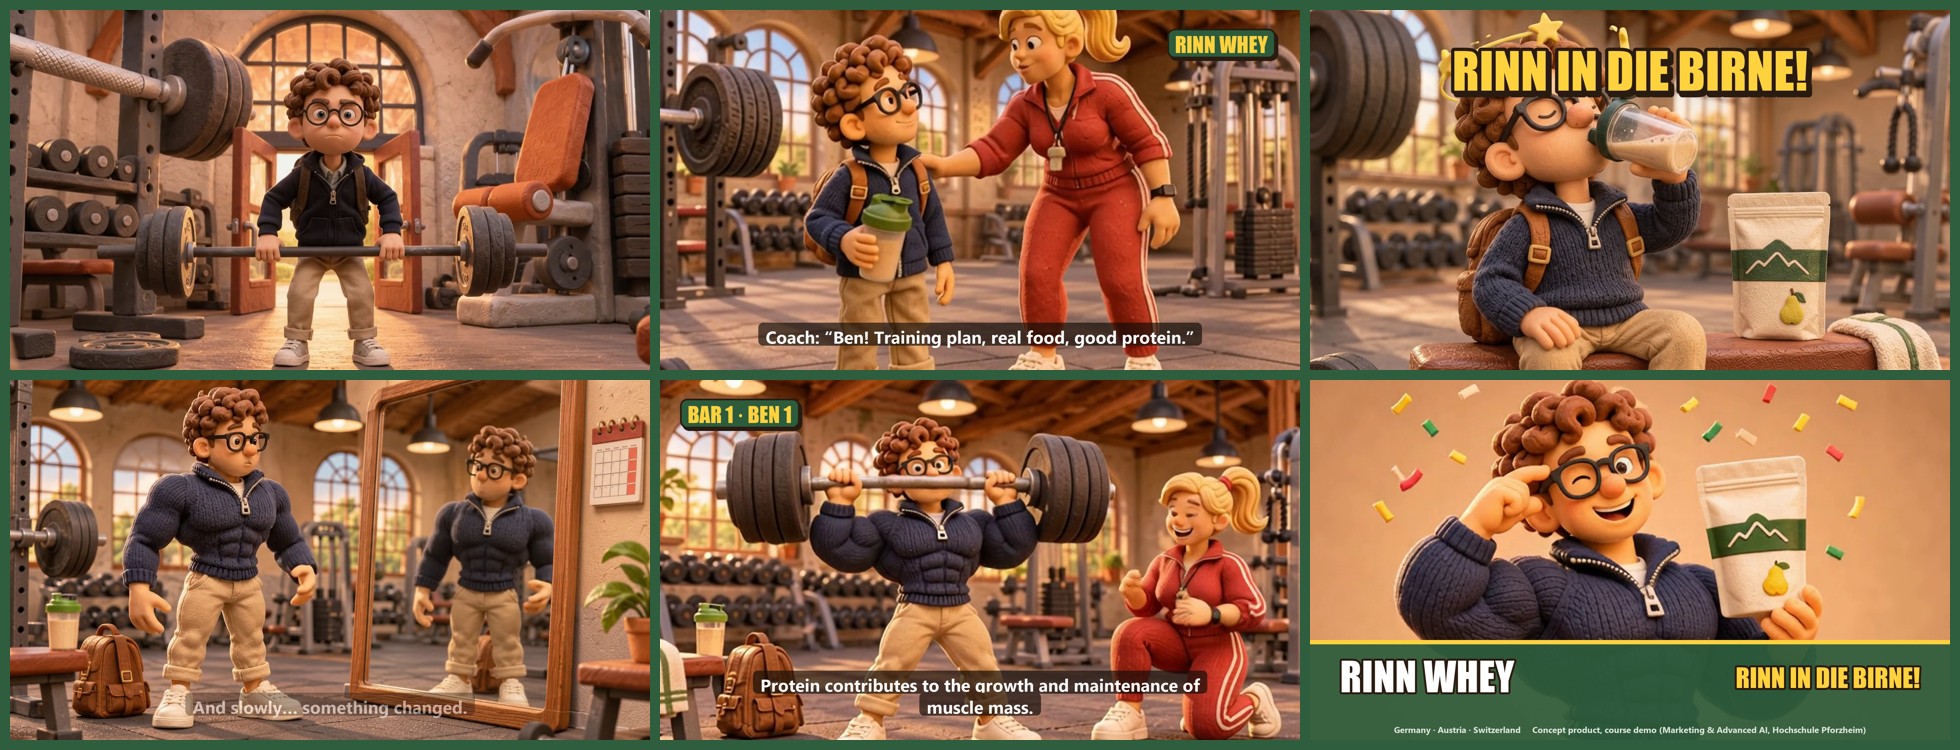 RINN WHEY
Coach: “Ben! Training plan, real food, good protein.”
RINN IN DIE BIRNE!
And slowly... something changed.
BAR 1 · BEN 1
Protein contributes to the growth and maintenance of
muscle mass.
RINN WHEY
RINN IN DIE BIRNE!
Germany · Austria · Switzerland Concept product, course demo (Marketing & Advanced AI, Hochschule Pforzheim)